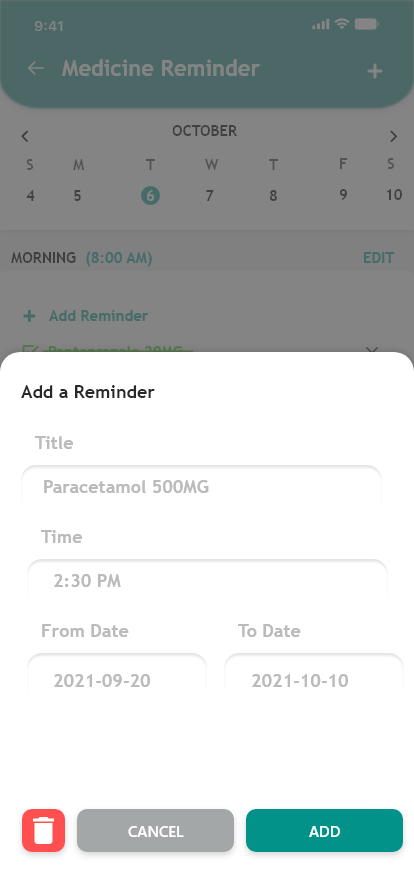 9:41
Medicine Reminder
OCTOBER
S M T W T F S
4 5 6 7 8 9 10
MORNING (8:00 AM) EDIT
Add Reminder
Add a Reminder
Title
Paracetamol 500MG
Time
2:30 PM
From Date To Date
2021-09-20 2021-10-10
CANCEL ADD